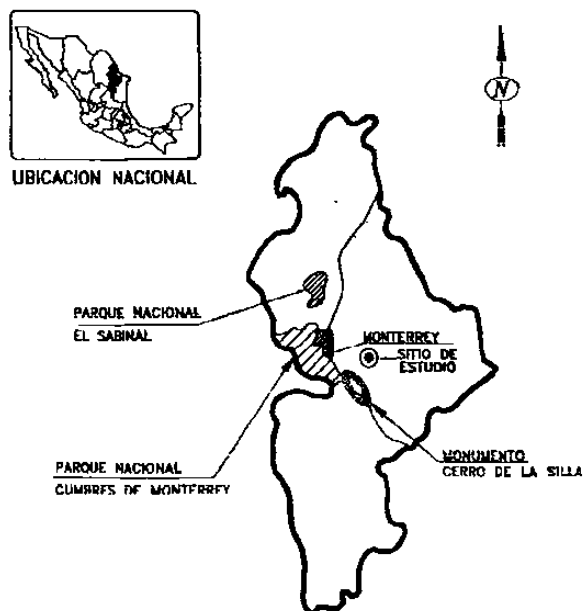 N
UBICACION NACIONAL
PARQUE NACIONAL
EL SABINAL
MONTERREY
SITIO DE
ESTUDIO
PARQUE NACIONAL
CUMBRES DE MONTERREY
MONUMENTO
CERRO DE LA SILLA